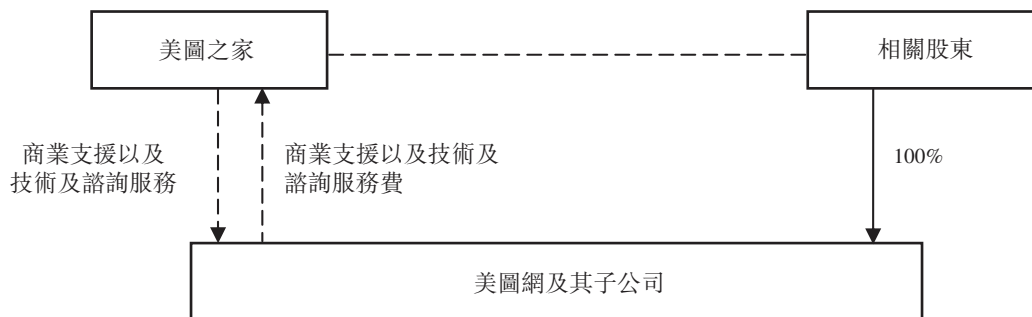 美圖之家
相關股東
商業支援以及
技術及諮詢服務
商業支援以及技術及
諮詢服務費
100%
美圖網及其子公司